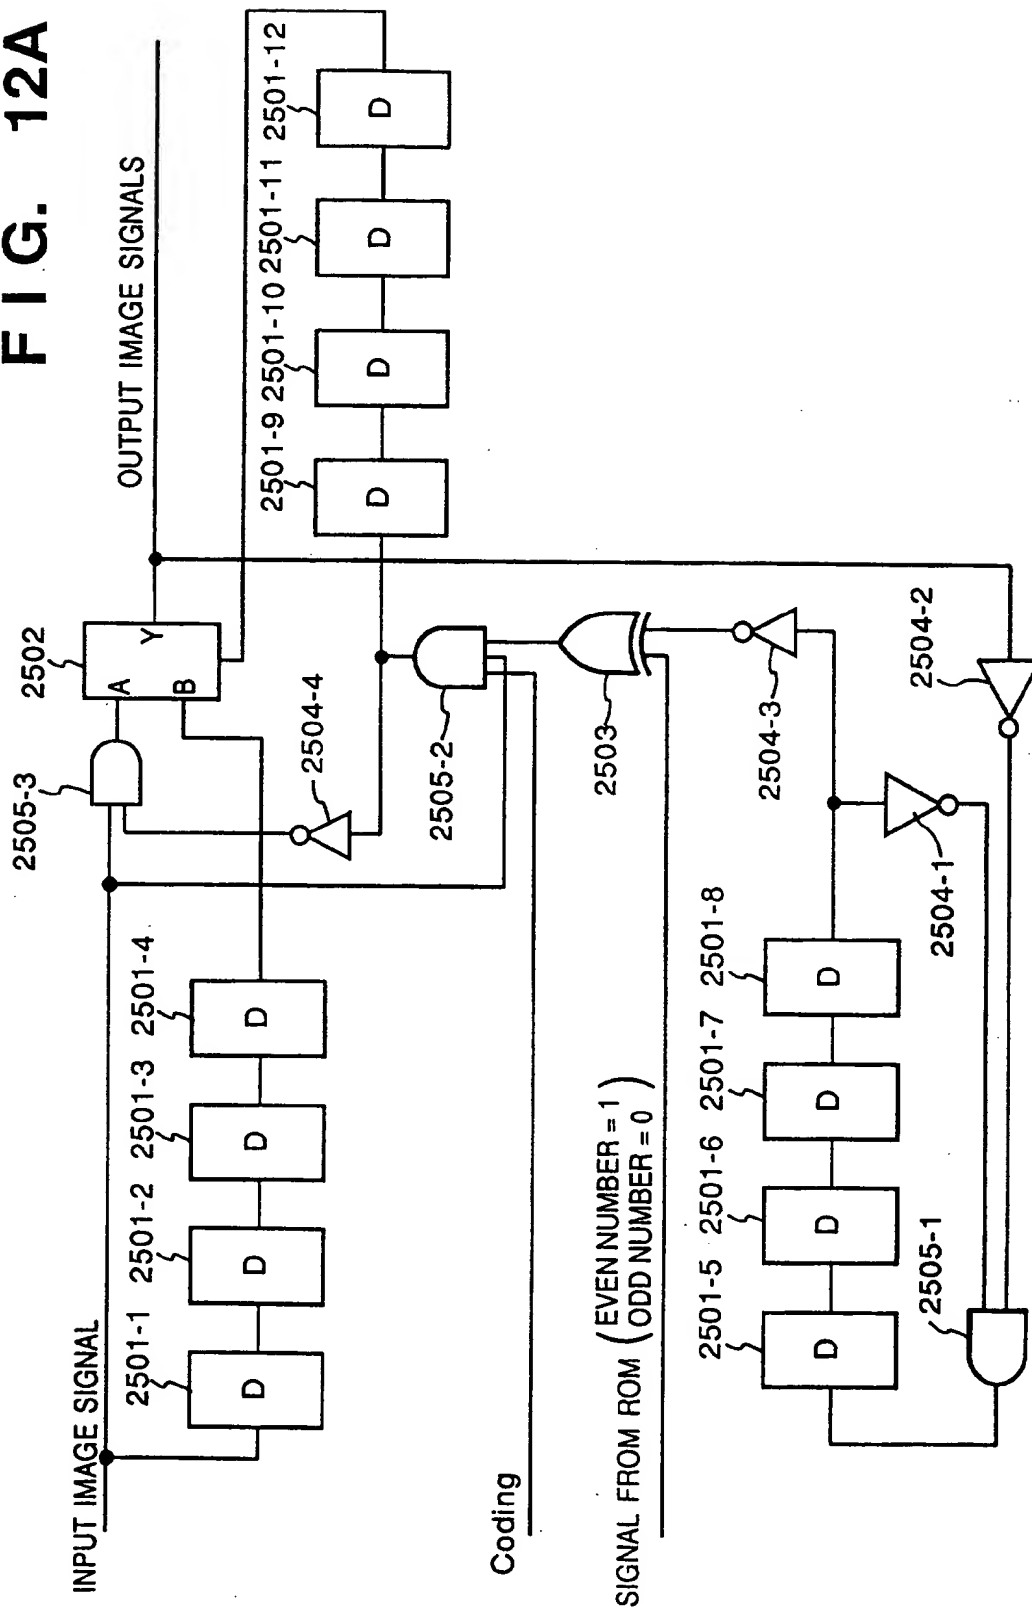 FIG. 12A
INPUT IMAGE SIGNAL
OUTPUT IMAGE SIGNALS
2505-3
2502
A
B
Y
2501-1
2501-2
2501-3
2501-4
D
D
D
D
2504-4
2501-9
2501-10
2501-11
2501-12
D
D
D
D
2505-2
Coding
2503
SIGNAL FROM ROM (EVEN NUMBER = 1
ODD NUMBER = 0)
2504-3
2501-5
2501-6
2501-7
2501-8
D
D
D
D
2504-1
2504-2
2505-1